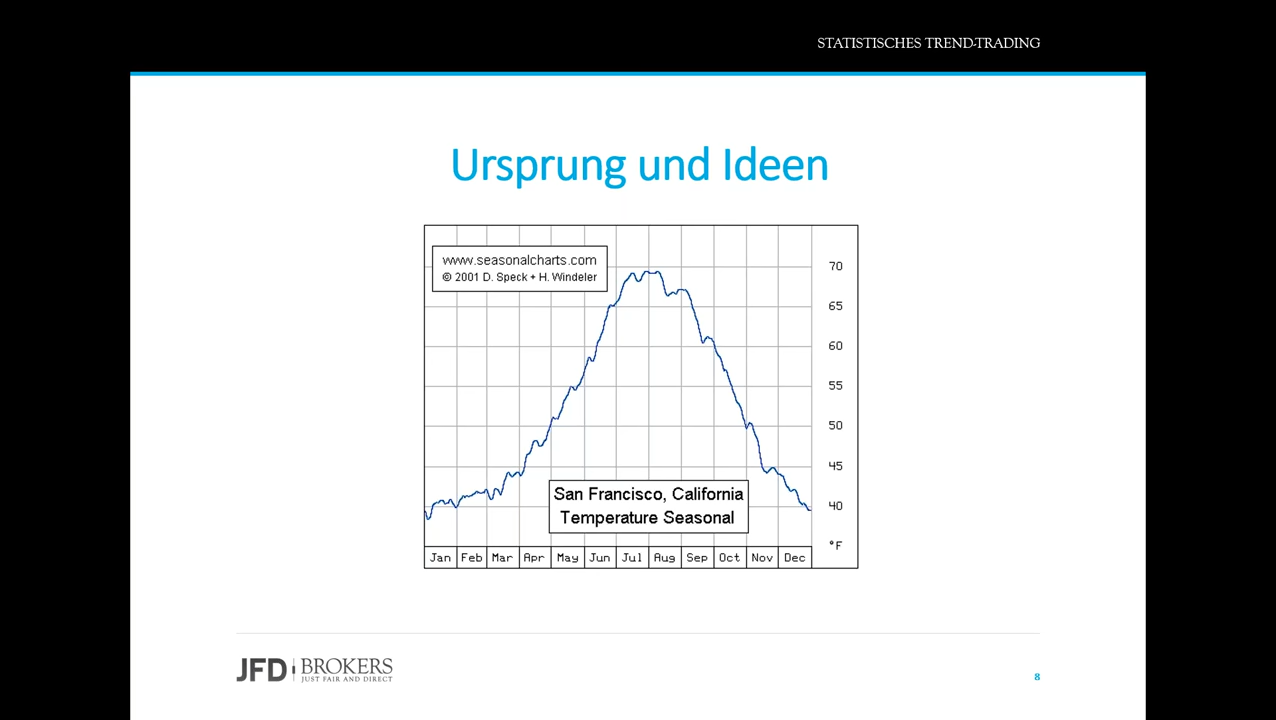 STATISTISCHES TREND-TRADING
Ursprung und Ideen
www.seasonalcharts.com
© 2001 D. Speck + H. Windeler
70
65
60
55
50
45
40
°F
San Francisco, California
Temperature Seasonal
Jan Feb Mar Apr May Jun Jul Aug Sep Oct Nov Dec
JFD BROKERS
JUST FAIR AND DIRECT
8